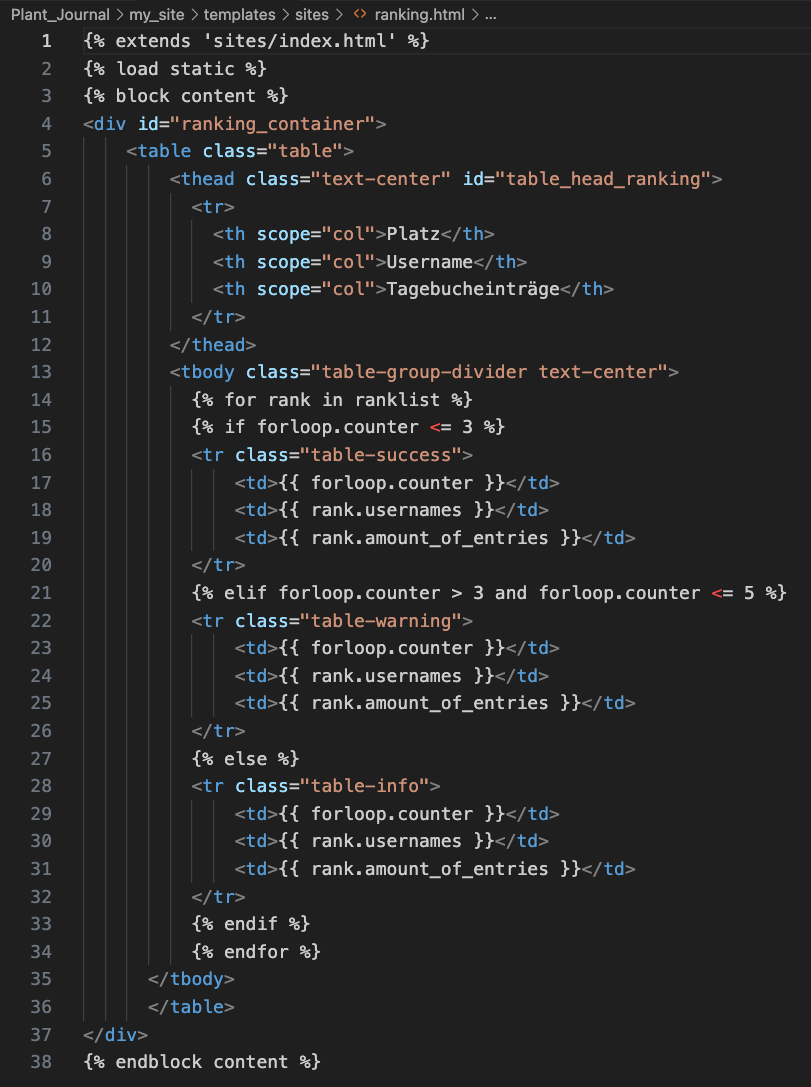 Plant_Journal > my_site > templates > sites > <> ranking.html > ...
1 {% extends 'sites/index.html' %}
2 {% load static %}
3 {% block content %}
4 <div id="ranking_container">
5     <table class="table">
6         <thead class="text-center" id="table_head_ranking">
7           <tr>
8             <th scope="col">Platz</th>
9             <th scope="col">Username</th>
10             <th scope="col">Tagebucheinträge</th>
11           </tr>
12         </thead>
13         <tbody class="table-group-divider text-center">
14           {% for rank in ranklist %}
15           {% if forloop.counter <= 3 %}
16           <tr class="table-success">
17               <td>{{ forloop.counter }}</td>
18               <td>{{ rank.usernames }}</td>
19               <td>{{ rank.amount_of_entries }}</td>
20           </tr>
21           {% elif forloop.counter > 3 and forloop.counter <= 5 %}
22           <tr class="table-warning">
23               <td>{{ forloop.counter }}</td>
24               <td>{{ rank.usernames }}</td>
25               <td>{{ rank.amount_of_entries }}</td>
26           </tr>
27           {% else %}
28           <tr class="table-info">
29               <td>{{ forloop.counter }}</td>
30               <td>{{ rank.usernames }}</td>
31               <td>{{ rank.amount_of_entries }}</td>
32           </tr>
33           {% endif %}
34           {% endfor %}
35       </tbody>
36       </table>
37 </div>
38 {% endblock content %}